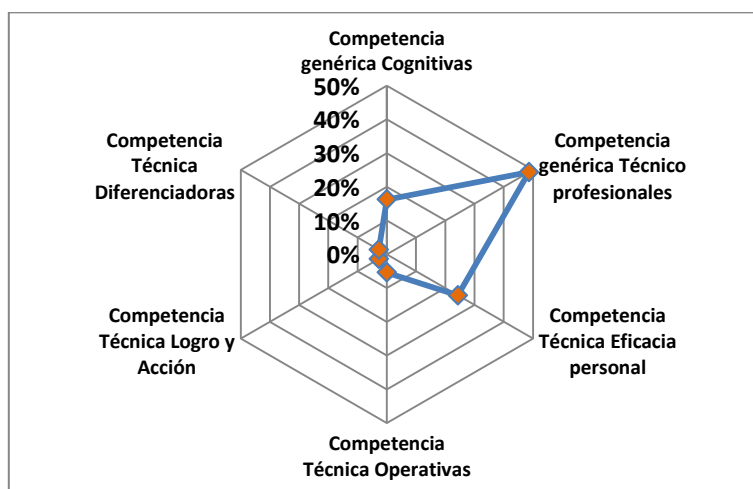 Competencia
genérica Cognitivas
50%
40%
30%
20%
10%
0%
Competencia
genérica Técnico
profesionales
Competencia
Técnica Eficacia
personal
Competencia
Técnica Operativas
Competencia
Técnica Logro y
Acción
Competencia
Técnica
Diferenciadoras